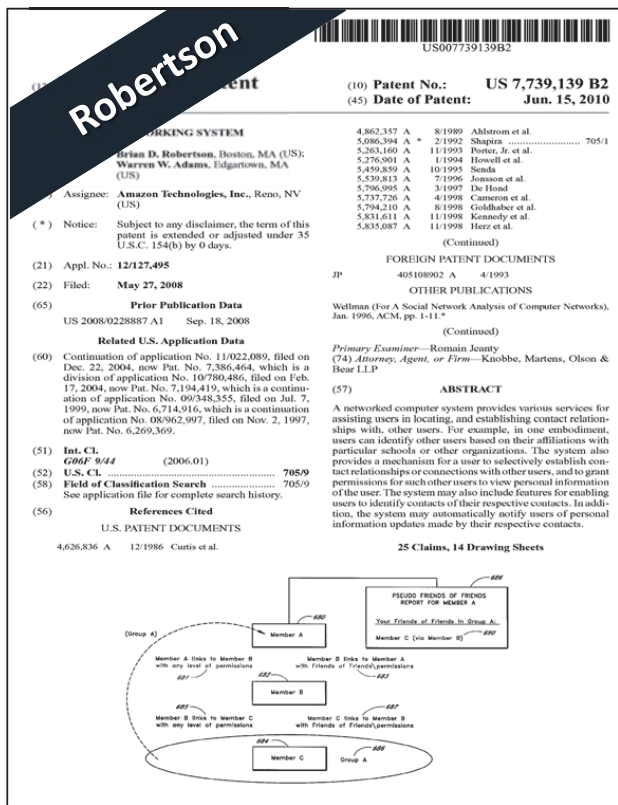 Robertson
ent
US007739139B2
(10) Patent No.: US 7,739,139 B2
(45) Date of Patent: Jun. 15, 2010
ORKING SYSTEM
Brian D. Robertson, Boston, MA (US);
Warren W. Adams, Edgartown, MA
(US)
Assignee: Amazon Technologies, Inc., Reno, NV
(US)
( * ) Notice: Subject to any disclaimer, the term of this
patent is extended or adjusted under 35
U.S.C. 154(b) by 0 days.
(21) Appl. No.: 12/127,495
(22) Filed: May 27, 2008
(65) Prior Publication Data
US 2008/0228887 A1 Sep. 18, 2008
Related U.S. Application Data
(60) Continuation of application No. 11/022,089, filed on
Dec. 22, 2004, now Pat. No. 7,386,464, which is a
division of application No. 10/780,486, filed on Feb.
17, 2004, now Pat. No. 7,194,419, which is a continu-
ation of application No. 09/348,355, filed on Jul. 7,
1999, now Pat. No. 6,714,916, which is a continuation
of application No. 08/962,997, filed on Nov. 2, 1997,
now Pat. No. 6,269,369.
(51) Int. Cl.
G06F 9/44 (2006.01)
(52) U.S. Cl. ........................................................ 705/9
(58) Field of Classification Search .................... 705/9
See application file for complete search history.
(56) References Cited
U.S. PATENT DOCUMENTS
4,626,836 A 12/1986 Curtis et al.
4,862,357 A 8/1989 Ahlstrom et al.
5,086,394 A * 2/1992 Shapira ........................ 705/1
5,263,160 A 11/1993 Porter, Jr. et al.
5,276,901 A 1/1994 Howell et al.
5,459,859 A 10/1995 Senda
5,539,813 A 7/1996 Jonsson et al.
5,796,995 A 3/1997 De Hond
5,737,726 A 4/1998 Cameron et al.
5,794,210 A 8/1998 Goldhaber et al.
5,831,611 A 11/1998 Kennedy et al.
5,835,087 A 11/1998 Herz et al.
(Continued)
FOREIGN PATENT DOCUMENTS
JP 405108902 A 4/1993
OTHER PUBLICATIONS
Wellman (For A Social Network Analysis of Computer Networks),
Jan. 1996, ACM, pp. 1-11.*
(Continued)
Primary Examiner—Romain Jeanty
(74) Attorney, Agent, or Firm—Knobbe, Martens, Olson &
Bear LLP
(57) ABSTRACT
A networked computer system provides various services for
assisting users in locating, and establishing contact relation-
ships with, other users. For example, in one embodiment,
users can identify other users based on their affiliations with
particular schools or other organizations. The system also
provides a mechanism for a user to selectively establish con-
tact relationships or connections with other users, and to grant
permissions for such other users to view personal information
of the user. The system may also include features for enabling
users to identify contacts of their respective contacts. In addi-
tion, the system may automatically notify users of personal
information updates made by their respective contacts.
25 Claims, 14 Drawing Sheets
(Group A)
680
Member A
688
PSEUDO FRIENDS OF FRIENDS
REPORT FOR MEMBER A
Your Friends of Friends in Group A:
Member C (via Member B) 690
Member A links to Member B
with any level of permissions
681
Member B links to Member A
with Friends of Friends\permissions
683
682
Member B
685
Member B links to Member C
with any level of permissions
687
Member C links to Member B
with Friends of Friends\permissions
684
Member C
Group A 686